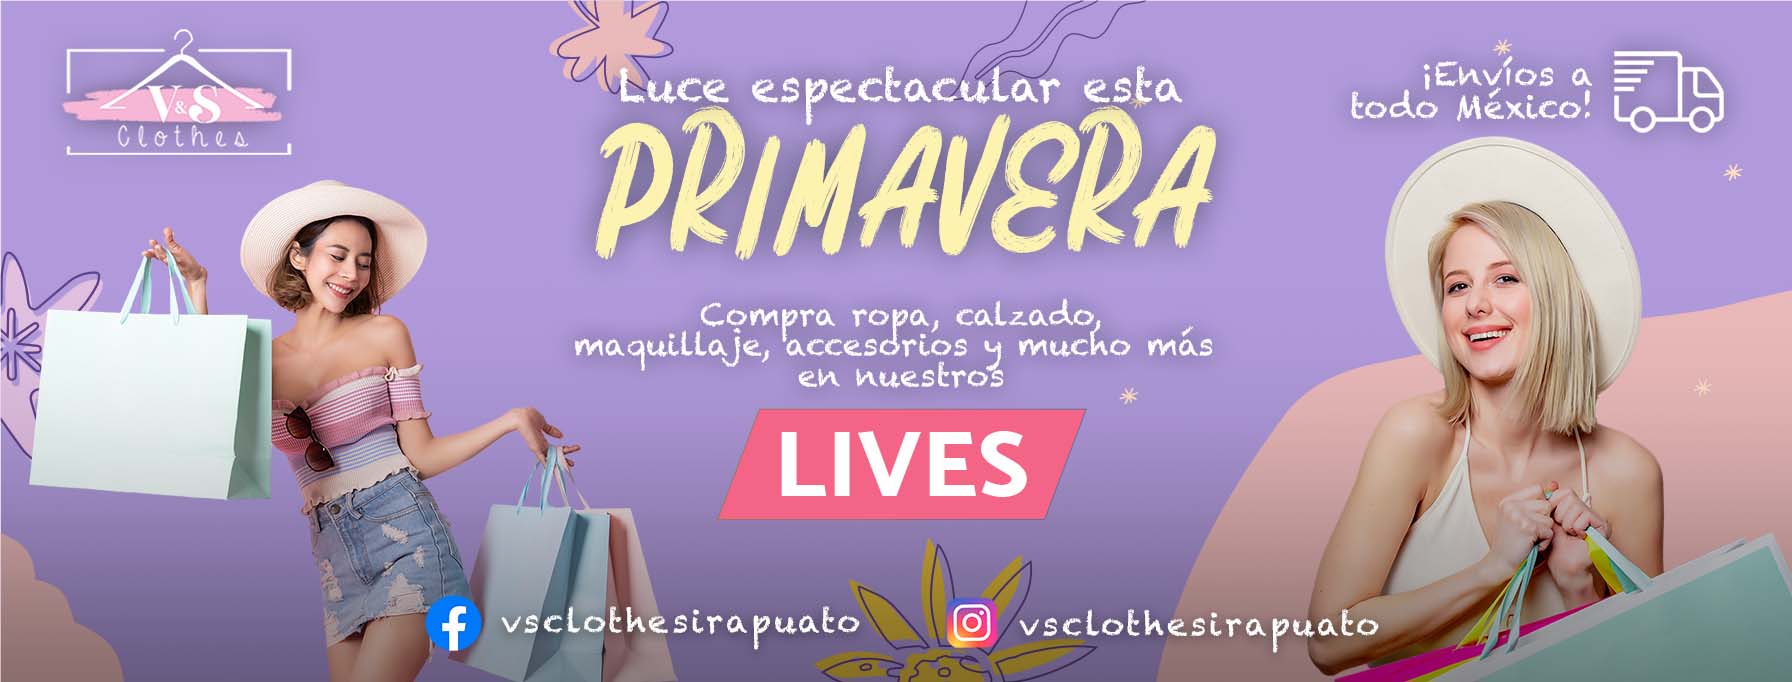 V&S
Clothes
Luce espectacular esta
PRIMAVERA
¡Envíos a
todo México!
Compra ropa, calzado,
maquillaje, accesorios y mucho más
en nuestros
LIVES
vsclothesirapuato
vsclothesirapuato